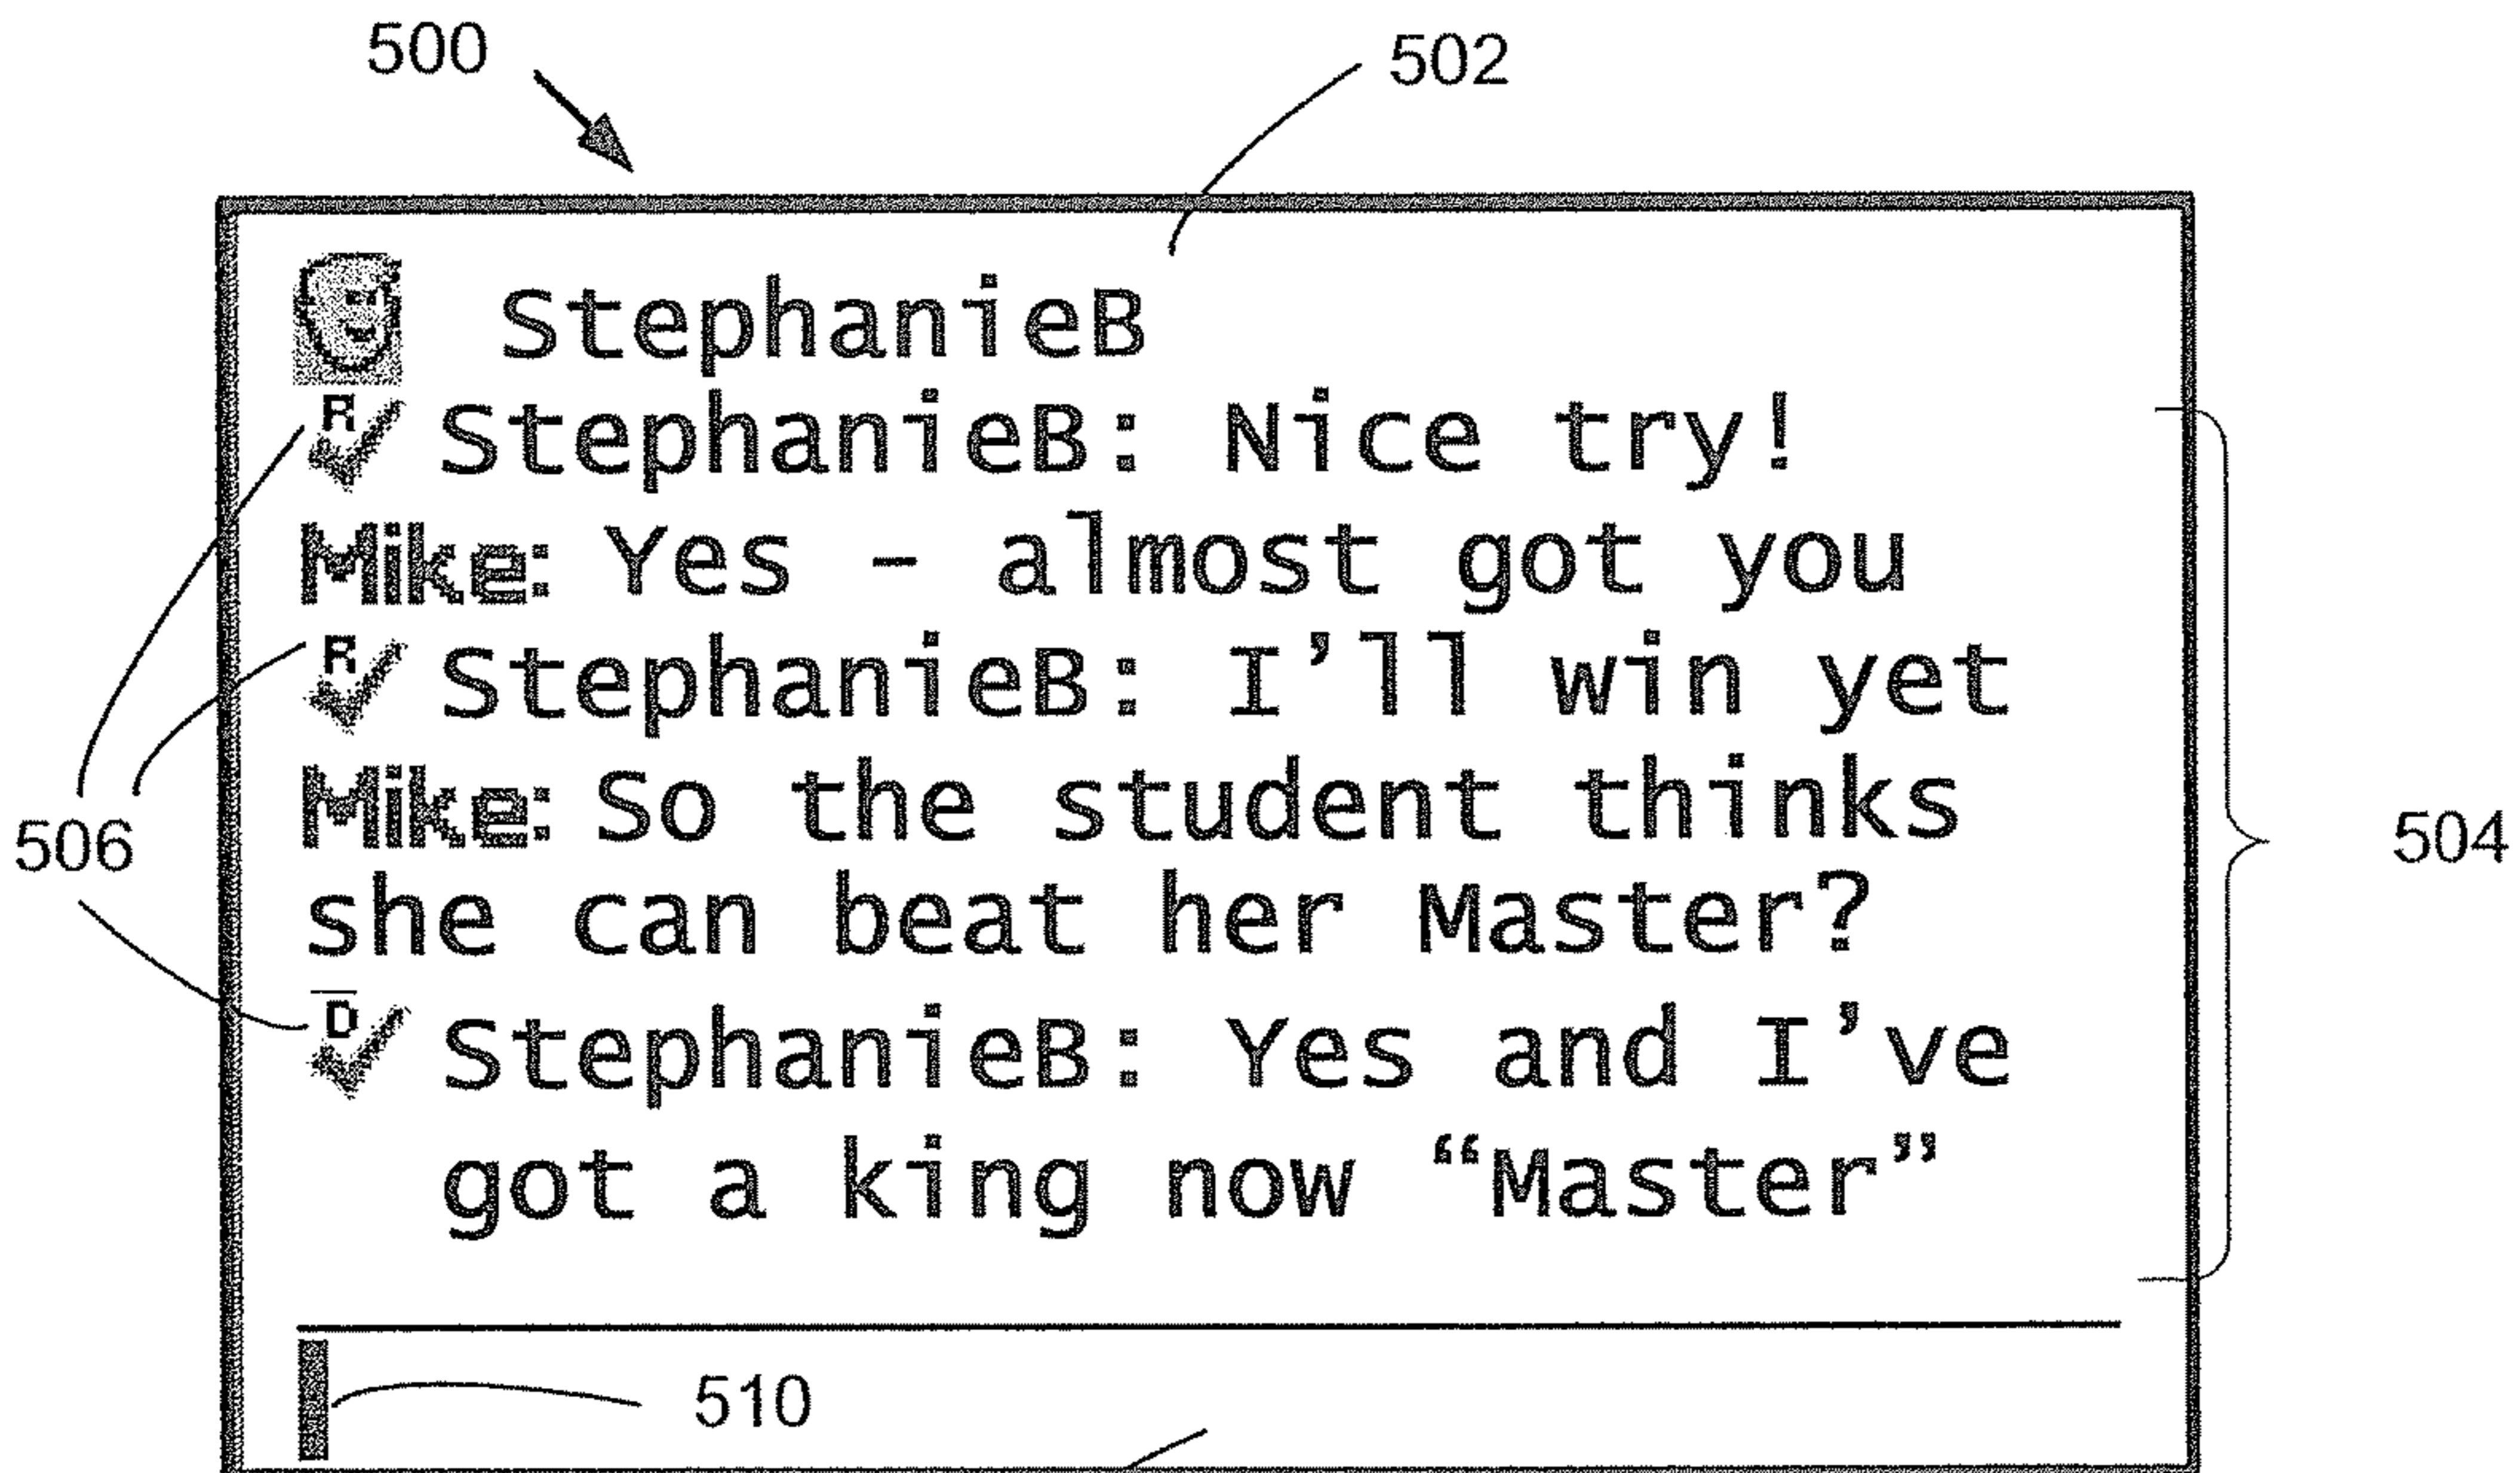 500
502
StephanieB
R StephanieB: Nice try!
Mike: Yes - almost got you
R StephanieB: I'll win yet
Mike: So the student thinks
she can beat her Master?
D StephanieB: Yes and I've
got a king now “Master”
506
504
510